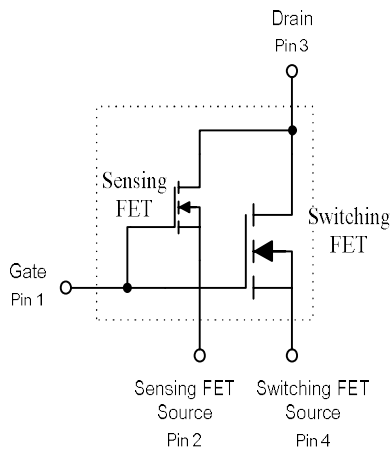 Drain
Pin 3
Sensing
FET
Switching
FET
Gate
Pin 1
Sensing FET
Source
Pin 2
Switching FET
Source
Pin 4